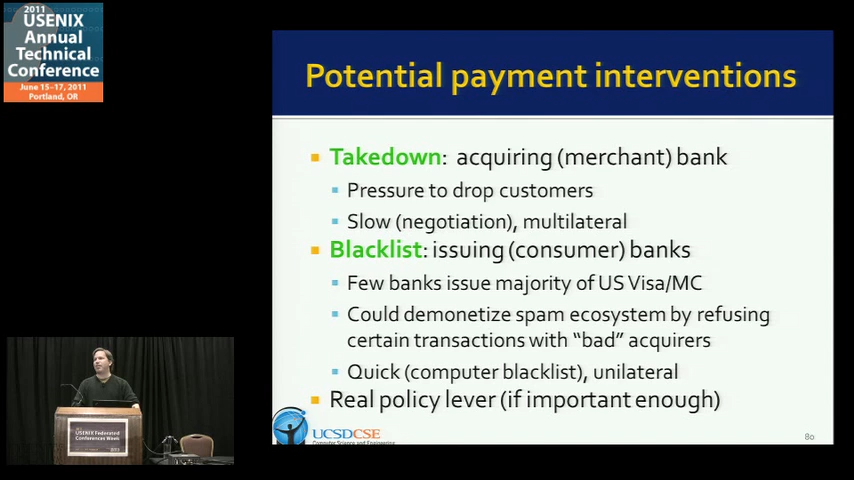 2011
USENIX
Annual
Technical
Conference
June 15–17, 2011
Portland, OR
Potential payment interventions
Takedown: acquiring (merchant) bank
Pressure to drop customers
Slow (negotiation), multilateral
Blacklist: issuing (consumer) banks
Few banks issue majority of US Visa/MC
Could demonetize spam ecosystem by refusing
certain transactions with “bad” acquirers
Quick (computer blacklist), unilateral
Real policy lever (if important enough)
UCSDCSE
Computer Science and Engineering
80
USENIX Federated
Conferences Week
2011